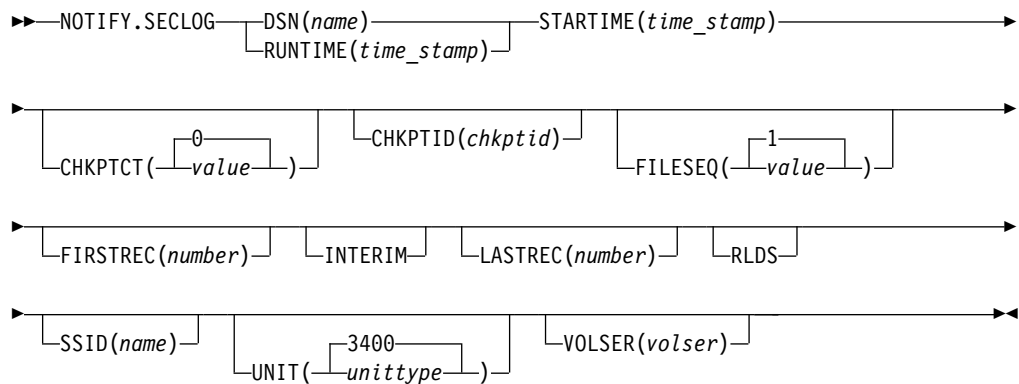 NOTIFY.SECLOG DSN(name) STARTIME(time_stamp)
RUNTIME(time_stamp)
0
CHKPTCT( value )
CHKPTID(chkptid)
1
FILESEQ( value )
FIRSTREC(number) INTERIM LASTREC(number) RLDS
SSID(name)
3400
UNIT( unittype )
VOLSER(volser)